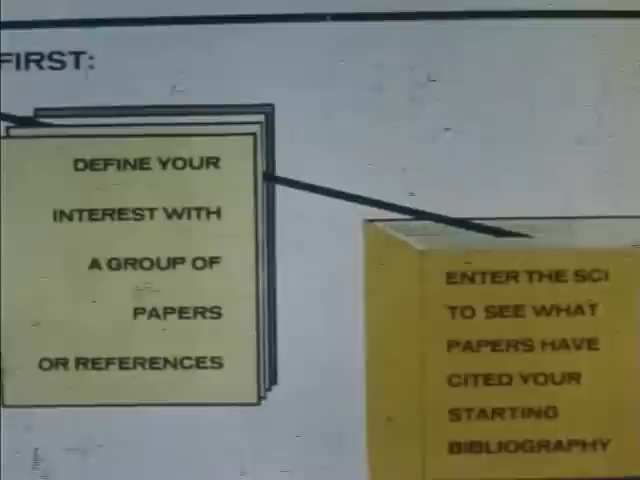 FIRST:
DEFINE YOUR
INTEREST WITH
A GROUP OF
PAPERS
OR REFERENCES
ENTER THE SCI
TO SEE WHAT
PAPERS HAVE
CITED YOUR
STARTING
BIBLIOGRAPHY